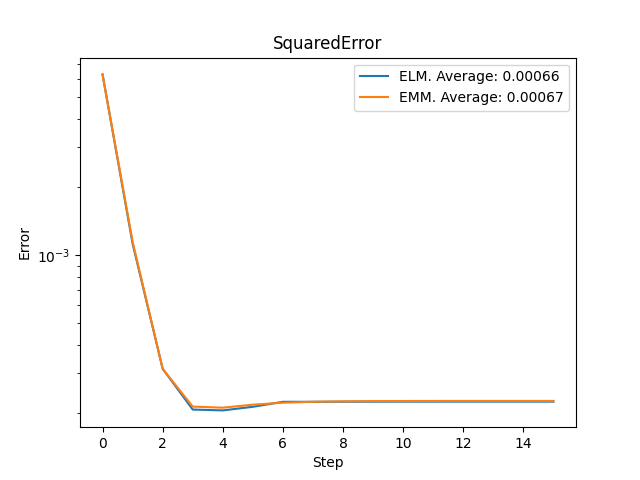 SquaredError
ELM. Average: 0.00066
EMM. Average: 0.00067
Error
10⁻³
0 2 4 6 8 10 12 14
Step